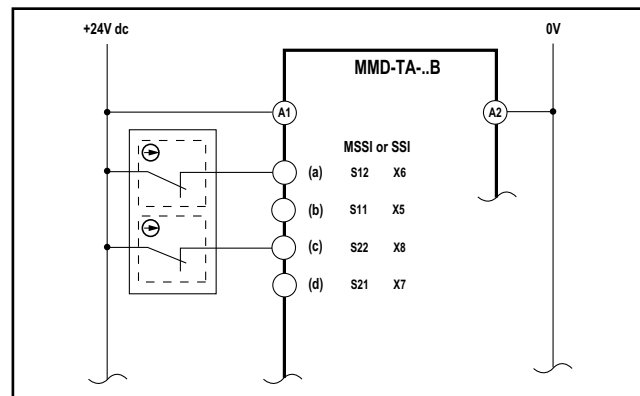 +24V dc
0V
MMD-TA-..B
A1
A2
MSSI or SSI
(a) S12 X6
(b) S11 X5
(c) S22 X8
(d) S21 X7